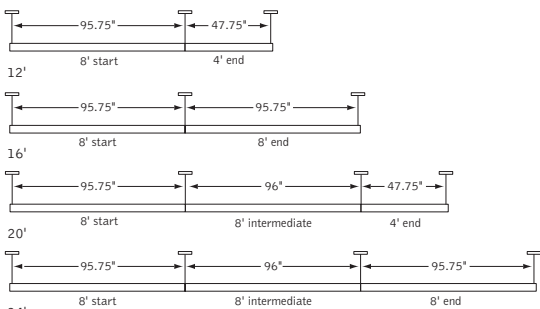 95.75" 47.75"
8' start 4' end
12'
95.75" 95.75"
8' start 8' end
16'
95.75" 96" 47.75"
8' start 8' intermediate 4' end
20'
95.75" 96" 95.75"
8' start 8' intermediate 8' end